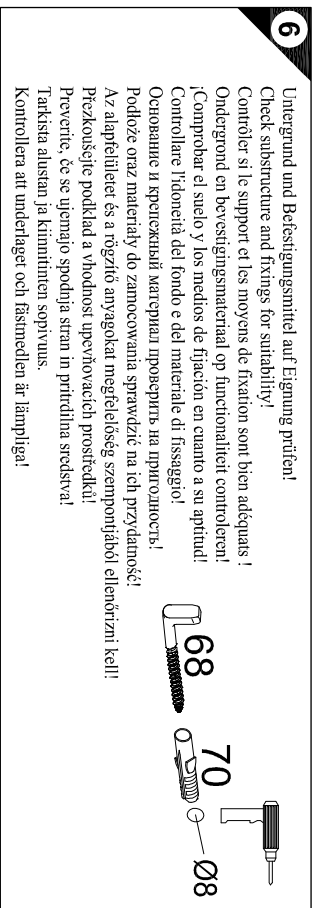 6
Untergrund und Befestigungsmittel auf Eignung prüfen!
Check substructure and fixings for suitability!
Contrôler si le support et les moyens de fixation sont bien adéquats !
Ondergrond en bevestigingsmateriaal op functionaliteit controleren!
¡Comprobar el suelo y los medios de fijación en cuanto a su aptitud!
Controllare l'idoneità del fondo e del materiale di fissaggio!
Основание и крепежный материал проверить на пригодность!
Podłoże oraz materiały do zamocowania sprawdzić na ich przydatność!
Az alapfelületet és a rögzítő anyagokat megfelelőség szempontjából ellenőrizni kell!
Přezkoušejte podklad a vhodnost upevňovacích prostředků!
Preverite, če se ujemajo spodnja stran in pritrdilna sredstva!
Tarkista alustan ja kiinnitinten sopivuus.
Kontrollera att underlaget och fästmedlen är lämpliga!
68
70
Ø8